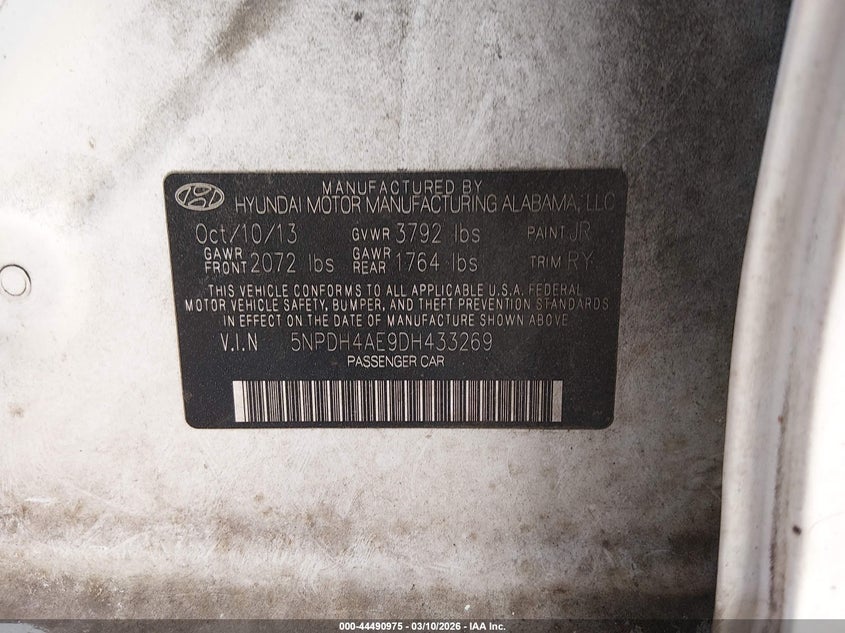 MANUFACTURED BY
HYUNDAI MOTOR MANUFACTURING ALABAMA, LLC
Oct/10/13 GVWR 3792 lbs PAINT JR
GAWR FRONT 2072 lbs GAWR REAR 1764 lbs TRIM RY
THIS VEHICLE CONFORMS TO ALL APPLICABLE U.S.A. FEDERAL
MOTOR VEHICLE SAFETY, BUMPER, AND THEFT PREVENTION STANDARDS
IN EFFECT ON THE DATE OF MANUFACTURE SHOWN ABOVE.
V.I.N 5NPDH4AE9DH433269
PASSENGER CAR
000-44490975 - 03/10/2026 - IAA Inc.